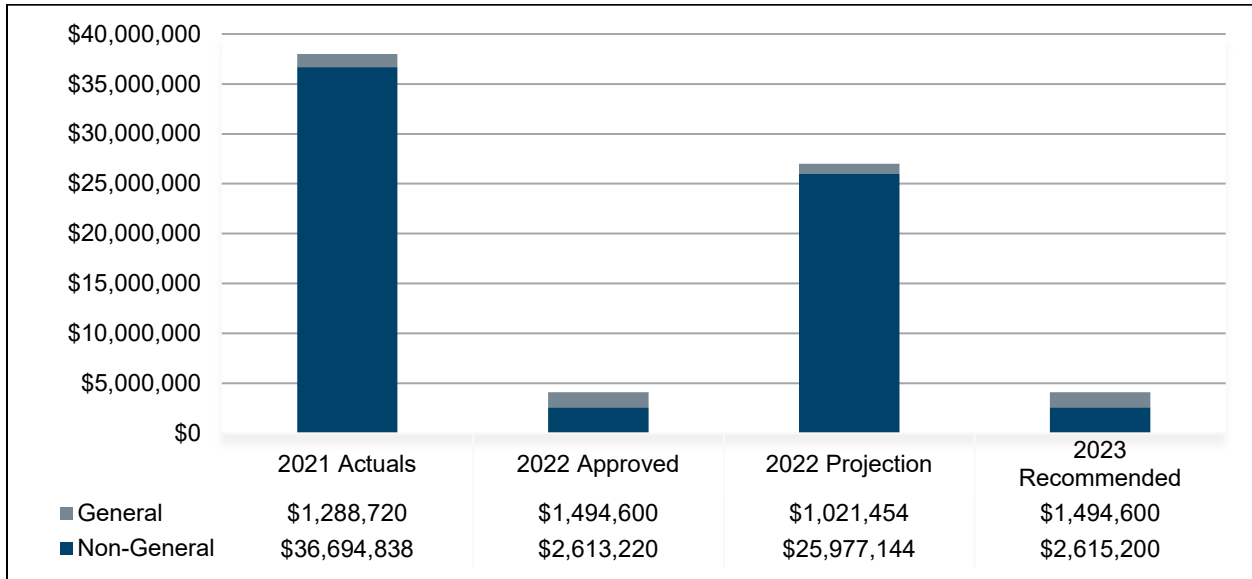 $40,000,000
$35,000,000
$30,000,000
$25,000,000
$20,000,000
$15,000,000
$10,000,000
$5,000,000
$0
2021 Actuals 2022 Approved 2022 Projection 2023
Recommended
General $1,288,720 $1,494,600 $1,021,454 $1,494,600
Non-General $36,694,838 $2,613,220 $25,977,144 $2,615,200